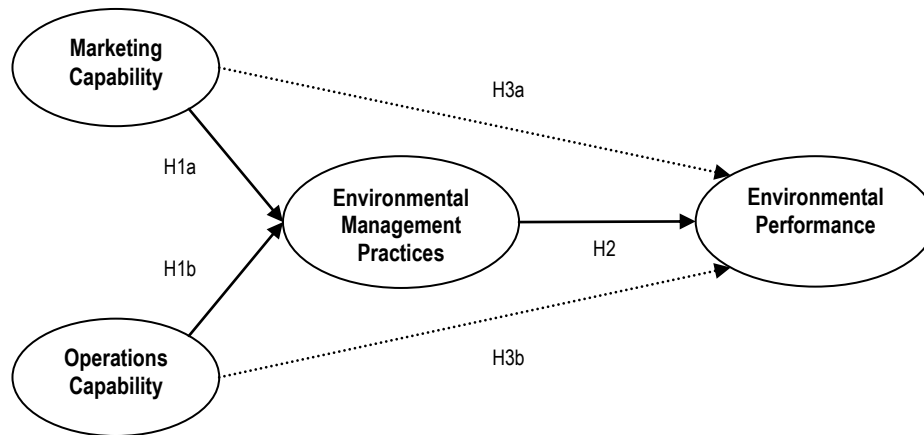 Marketing
Capability
H3a
H1a
Environmental
Management
Practices
Environmental
Performance
H2
H1b
Operations
Capability
H3b